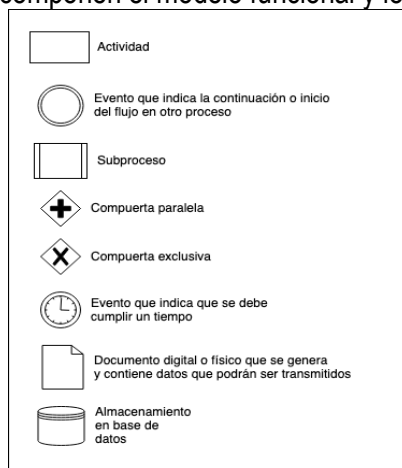 componen el modelo funcional y
Actividad
Evento que indica la continuación o inicio
del flujo en otro proceso
Subproceso
Compuerta paralela
Compuerta exclusiva
Evento que indica que se debe
cumplir un tiempo
Documento digital o físico que se genera
y contiene datos que podrán ser transmitidos
Almacenamiento
en base de
datos